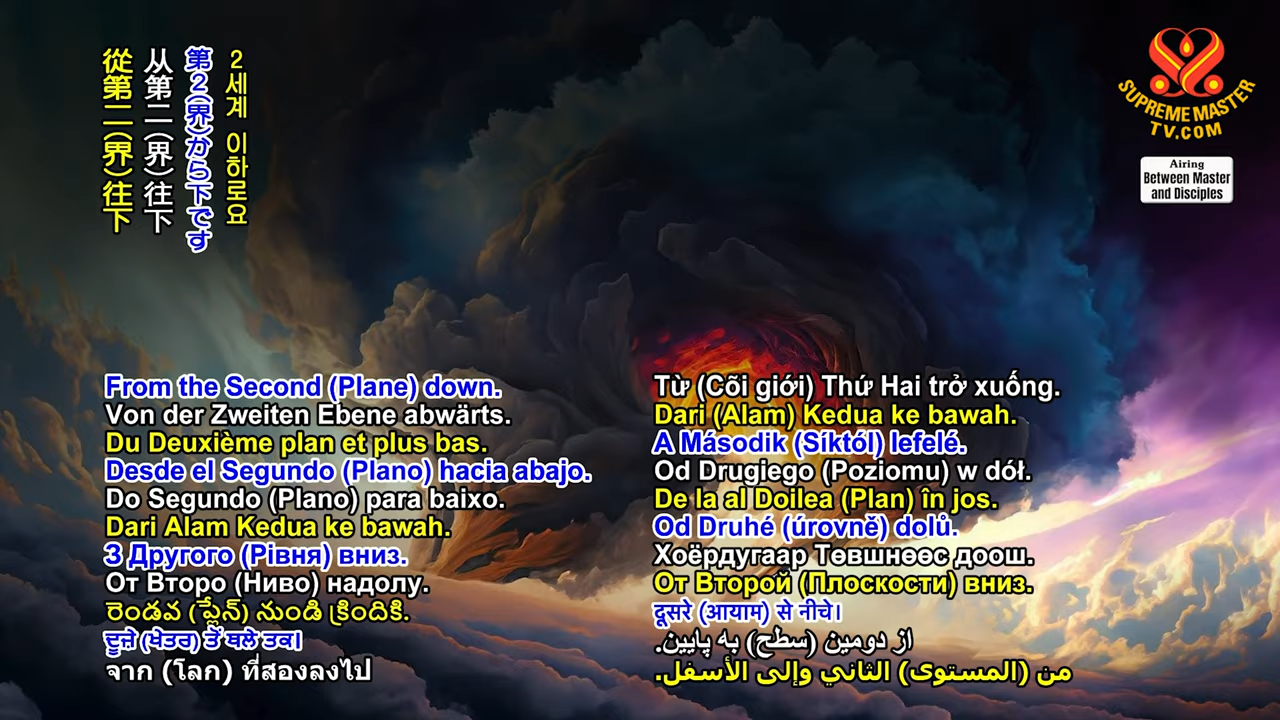 2세계 이하로요
第2(界)から下です
从第二(界)往下
從第二(界)往下
SUPREME MASTER
TV.COM
Airing
Between Master
and Disciples
From the Second (Plane) down.
Von der Zweiten Ebene abwärts.
Du Deuxième plan et plus bas.
Desde el Segundo (Plano) hacia abajo.
Do Segundo (Plano) para baixo.
Dari Alam Kedua ke bawah.
З Другого (Рівня) вниз.
От Второ (Ниво) надолу.
రెండవ (ప్లేన్) నుండి క్రిందికి.
ਦੂਜ਼ੇ (ਖੇਤਰ) ਤੋਂ ਥਲੇ ਤਕ।
จาก (โลก) ที่สองลงไป
Từ (Cõi giới) Thứ Hai trở xuống.
Dari (Alam) Kedua ke bawah.
A Második (Síktól) lefelé.
Od Drugiego (Poziomu) w dół.
De la al Doilea (Plan) în jos.
Od Druhé (úrovně) dolů.
Хоёрдугаар Төвшнөөс доош.
От Второй (Плоскости) вниз.
दूसरे (आयाम) से नीचे।
از دومین (سطح) به پایین.
من (المستوى) الثاني وإلى الأسفل.